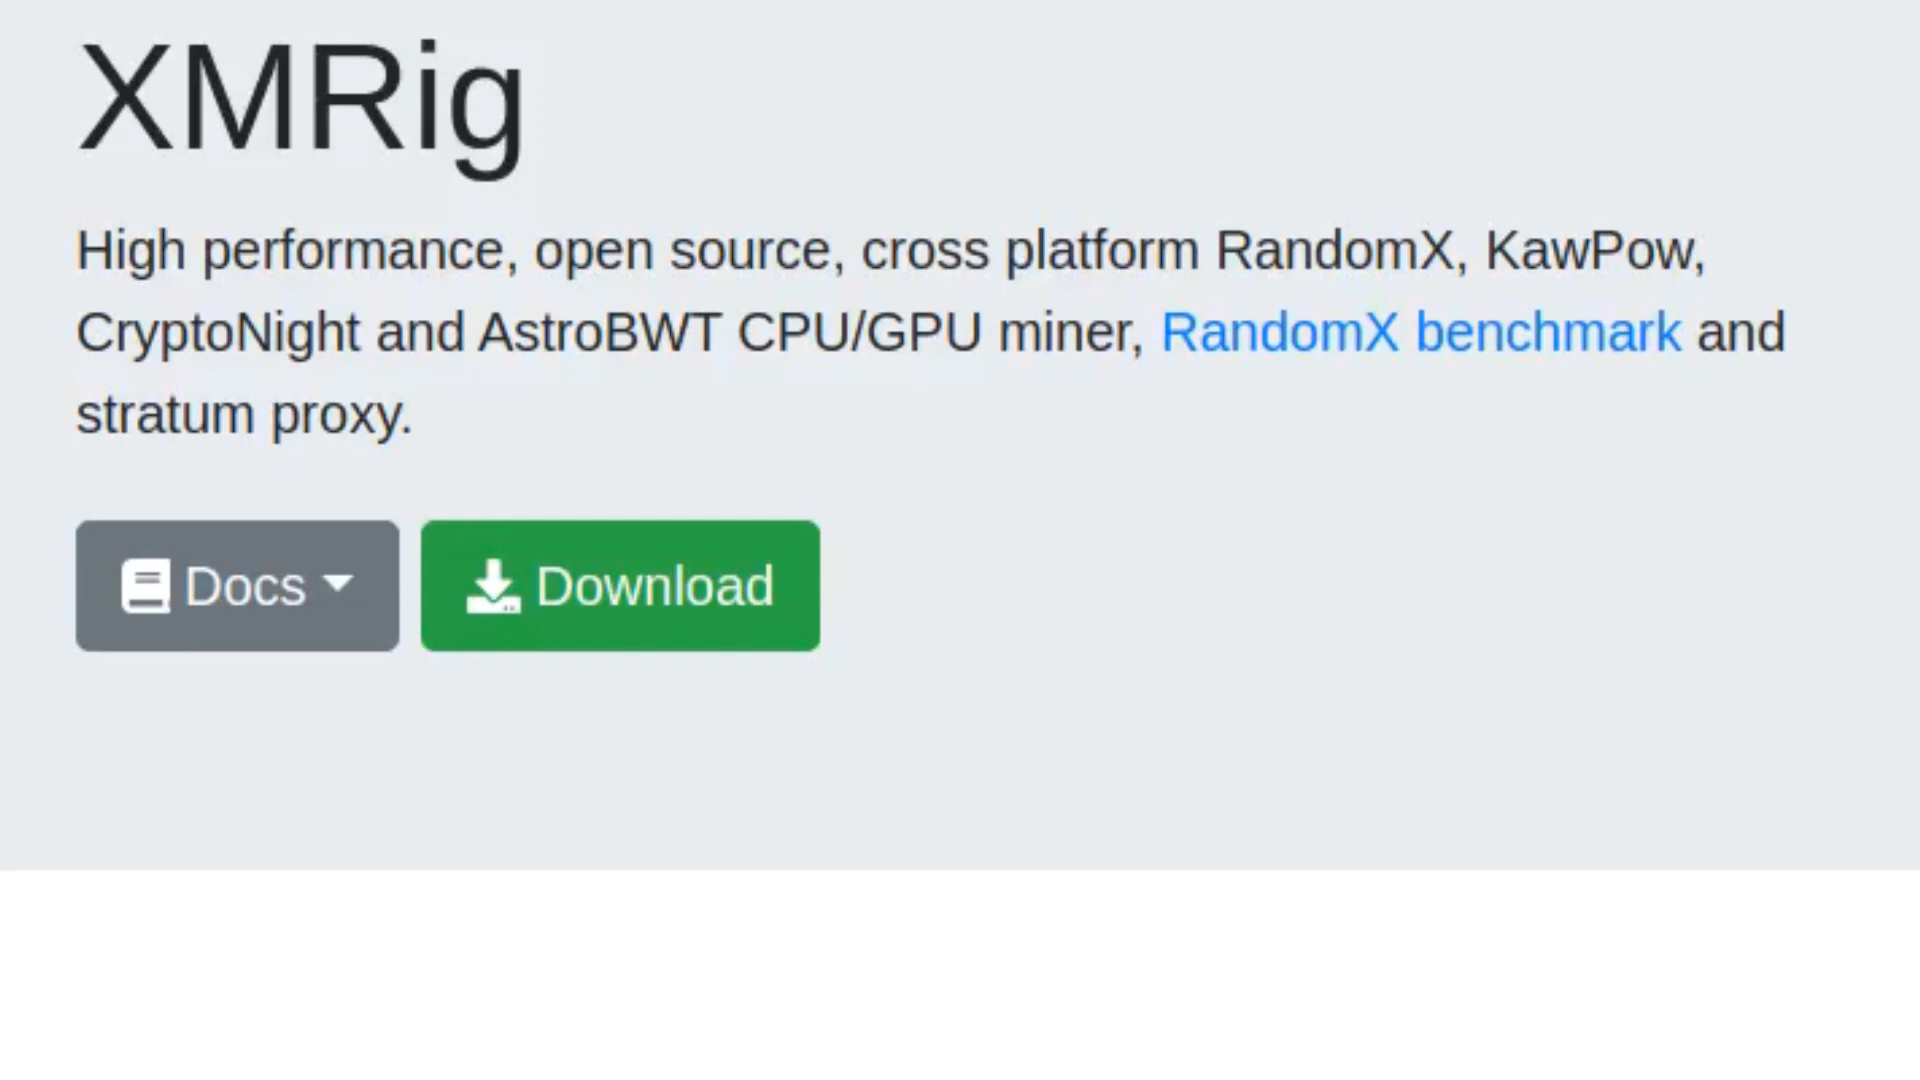 XMRig
High performance, open source, cross platform RandomX, KawPow,
CryptoNight and AstroBWT CPU/GPU miner, RandomX benchmark and
stratum proxy.
Docs
Download